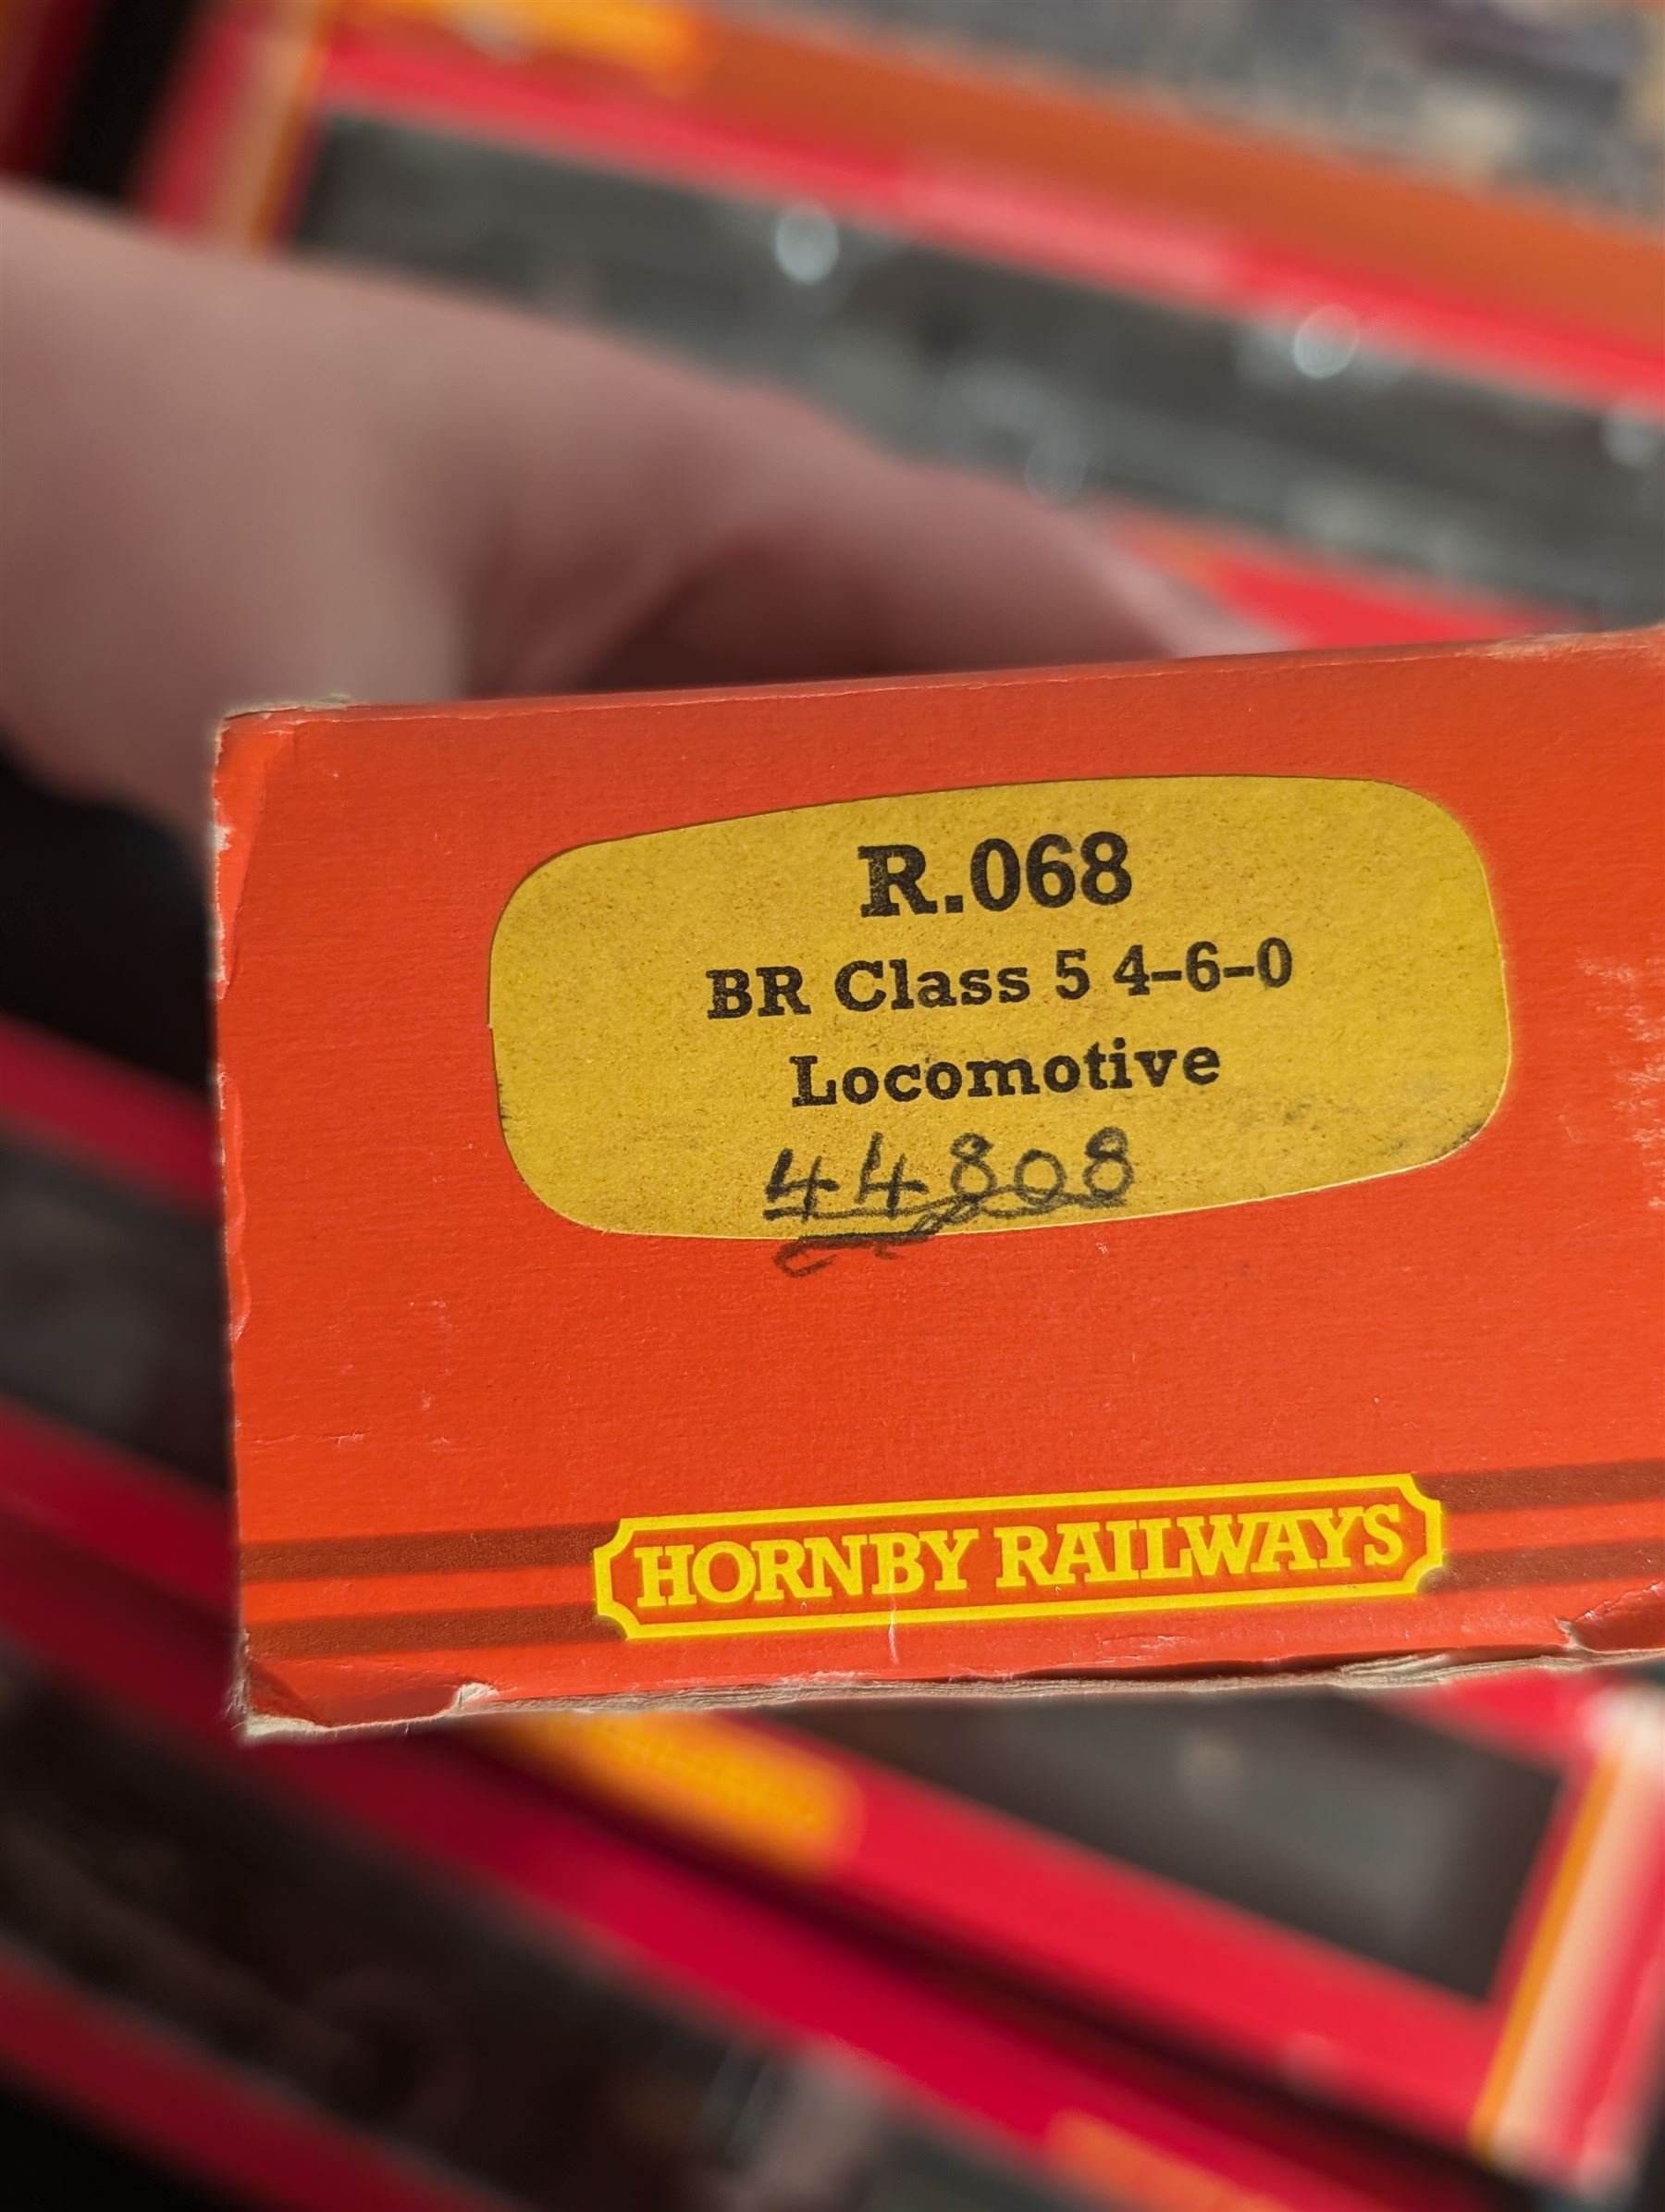 R.068
BR Class 5 4-6-0
Locomotive
44808
HORNBY RAILWAYS